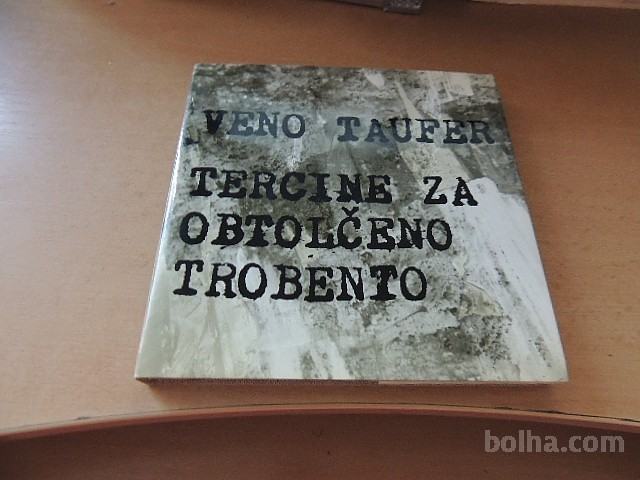 VENO TAUFER
TERCINE ZA
OBTOLČENO
TROBENTO
bolha.com